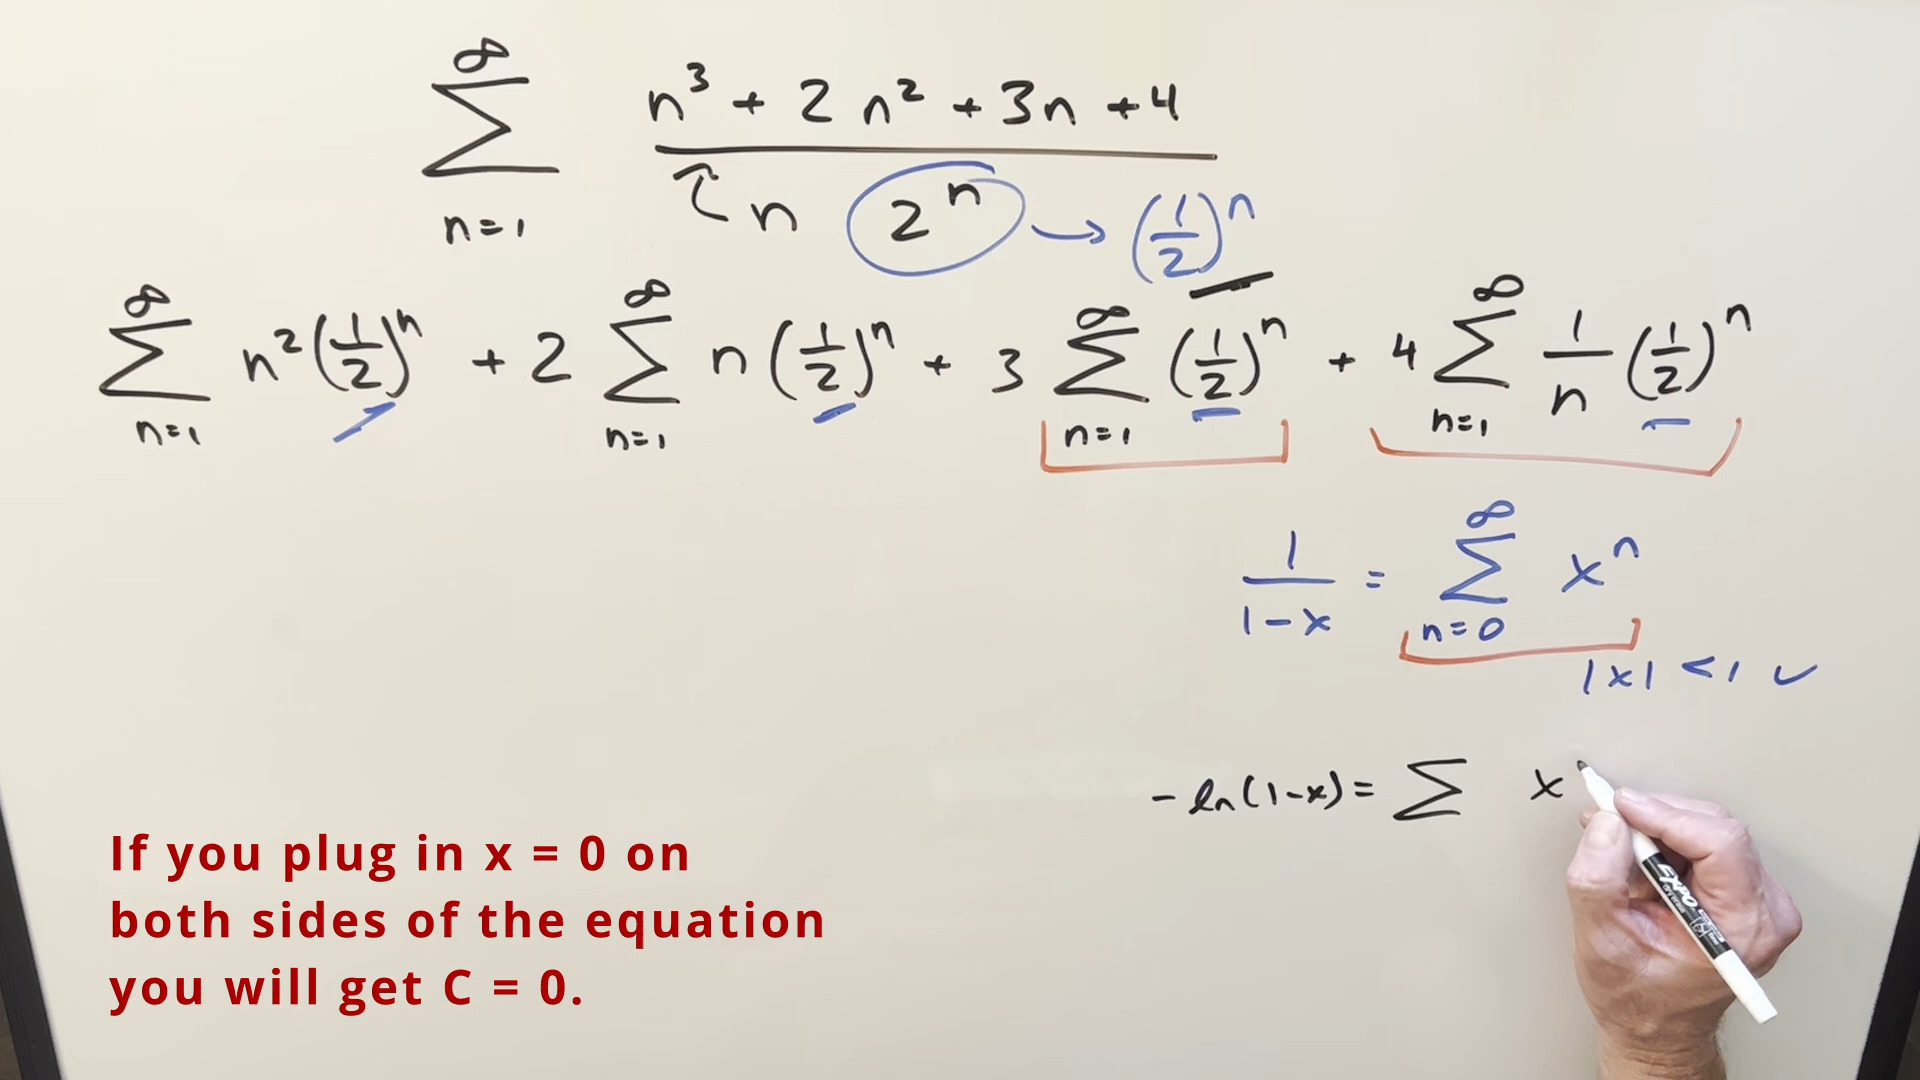 ∞ ∞ n³ + 2n² + 3n + 4
∑
n=1 n 2ⁿ → (1/2)ⁿ
∞ ∞ ∞ ∞
∑ n²(1/2)ⁿ + 2 ∑ n(1/2)ⁿ + 3 ∑ (1/2)ⁿ + 4 ∑ 1/n (1/2)ⁿ
n=1 n=1 n=1 n=1
∞
1/(1-x) = ∑ xⁿ
n=0
|x| < 1 ✓
-ln(1-x) = ∑ x
If you plug in x = 0 on
both sides of the equation
you will get C = 0.
EXPO